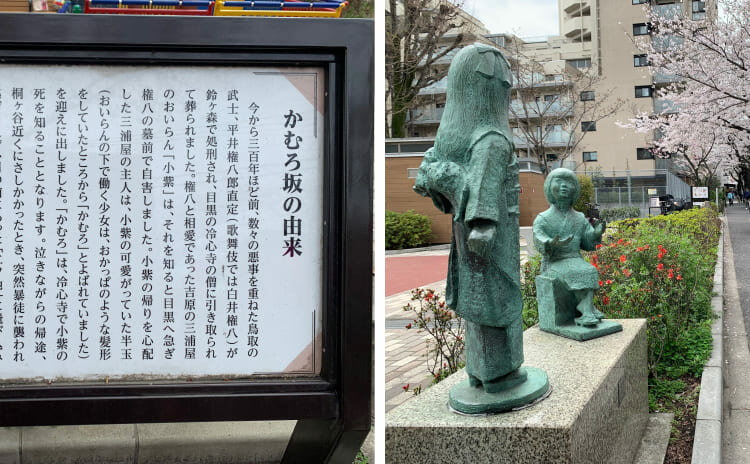 かむろ坂の由来
今から三百年ほど前、数々の悪事を重ねた鳥取の
武士、平井権八郎直定(歌舞伎では白井権八)が
鈴ヶ森で処刑され、目黒の冷心寺の僧に引き取られ
て葬られました。権八と相愛であった吉原の三浦屋
のおいらん「小紫」は、それを知ると目黒へ急ぎ
権八の墓前で自害しました。小紫の帰りを心配
した三浦屋の主人は、小紫の可愛がっていた半玉
(おいらんの下で働く少女は、おかっぱのような髪形
をしていたところから「かむろ」とよばれていました)
を迎えに出しました。「かむろ」は、冷心寺で小紫の
死を知ることとなります。泣きながらの帰途、
桐ヶ谷近くにさしかかったとき、突然暴徒に襲われ